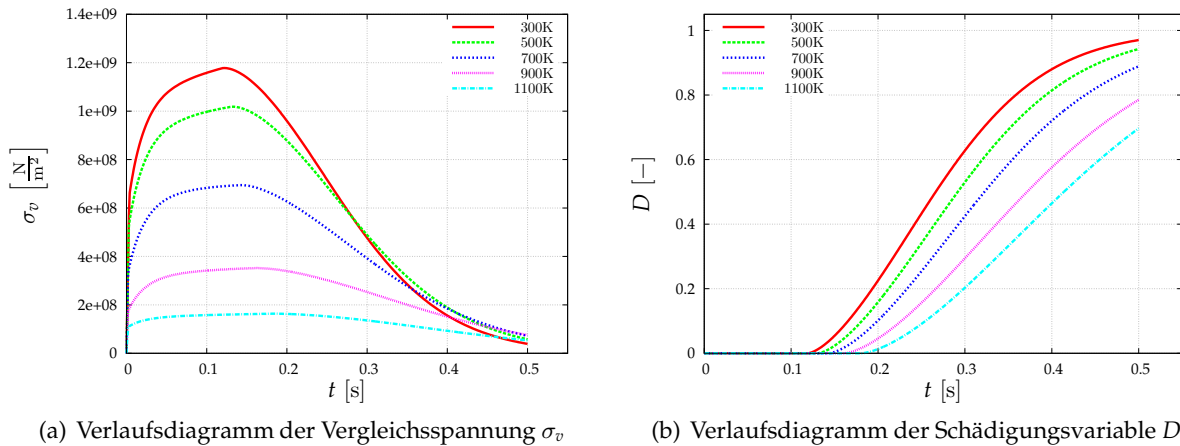 300K
500K
700K
900K
1100K
1.4e+09
1.2e+09
1e+09
8e+08
6e+08
4e+08
2e+08
0
σ_v [N/m²]
0 0.1 0.2 0.3 0.4 0.5
t [s]
(a) Verlaufsdiagramm der Vergleichsspannung σ_v
300K
500K
700K
900K
1100K
1
0.8
0.6
0.4
0.2
0
D [−]
0 0.1 0.2 0.3 0.4 0.5
t [s]
(b) Verlaufsdiagramm der Schädigungsvariable D